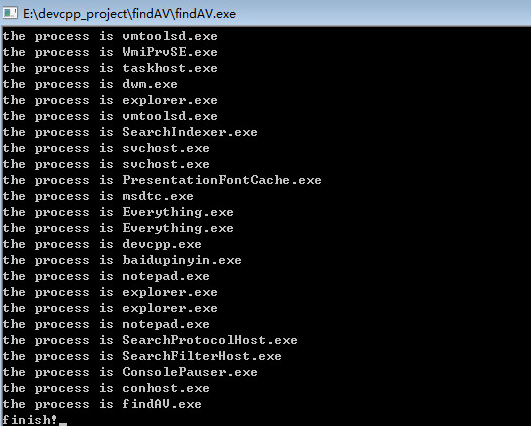 E:\devcpp_project\findAV\findAV.exe
the process is vmtoolsd.exe
the process is WmiPrvSE.exe
the process is taskhost.exe
the process is dwm.exe
the process is explorer.exe
the process is vmtoolsd.exe
the process is SearchIndexer.exe
the process is svchost.exe
the process is svchost.exe
the process is PresentationFontCache.exe
the process is msdtc.exe
the process is Everything.exe
the process is Everything.exe
the process is devcpp.exe
the process is baidupinyin.exe
the process is notepad.exe
the process is explorer.exe
the process is explorer.exe
the process is notepad.exe
the process is SearchProtocolHost.exe
the process is SearchFilterHost.exe
the process is ConsolePauser.exe
the process is conhost.exe
the process is findAV.exe
finish!